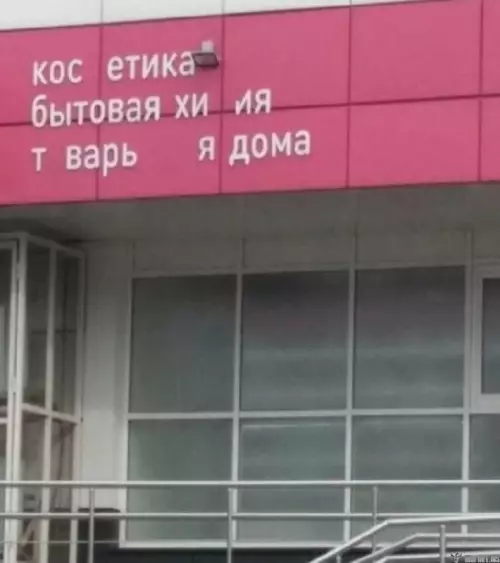 кос етика
бытовая хи ия
т варь я дома